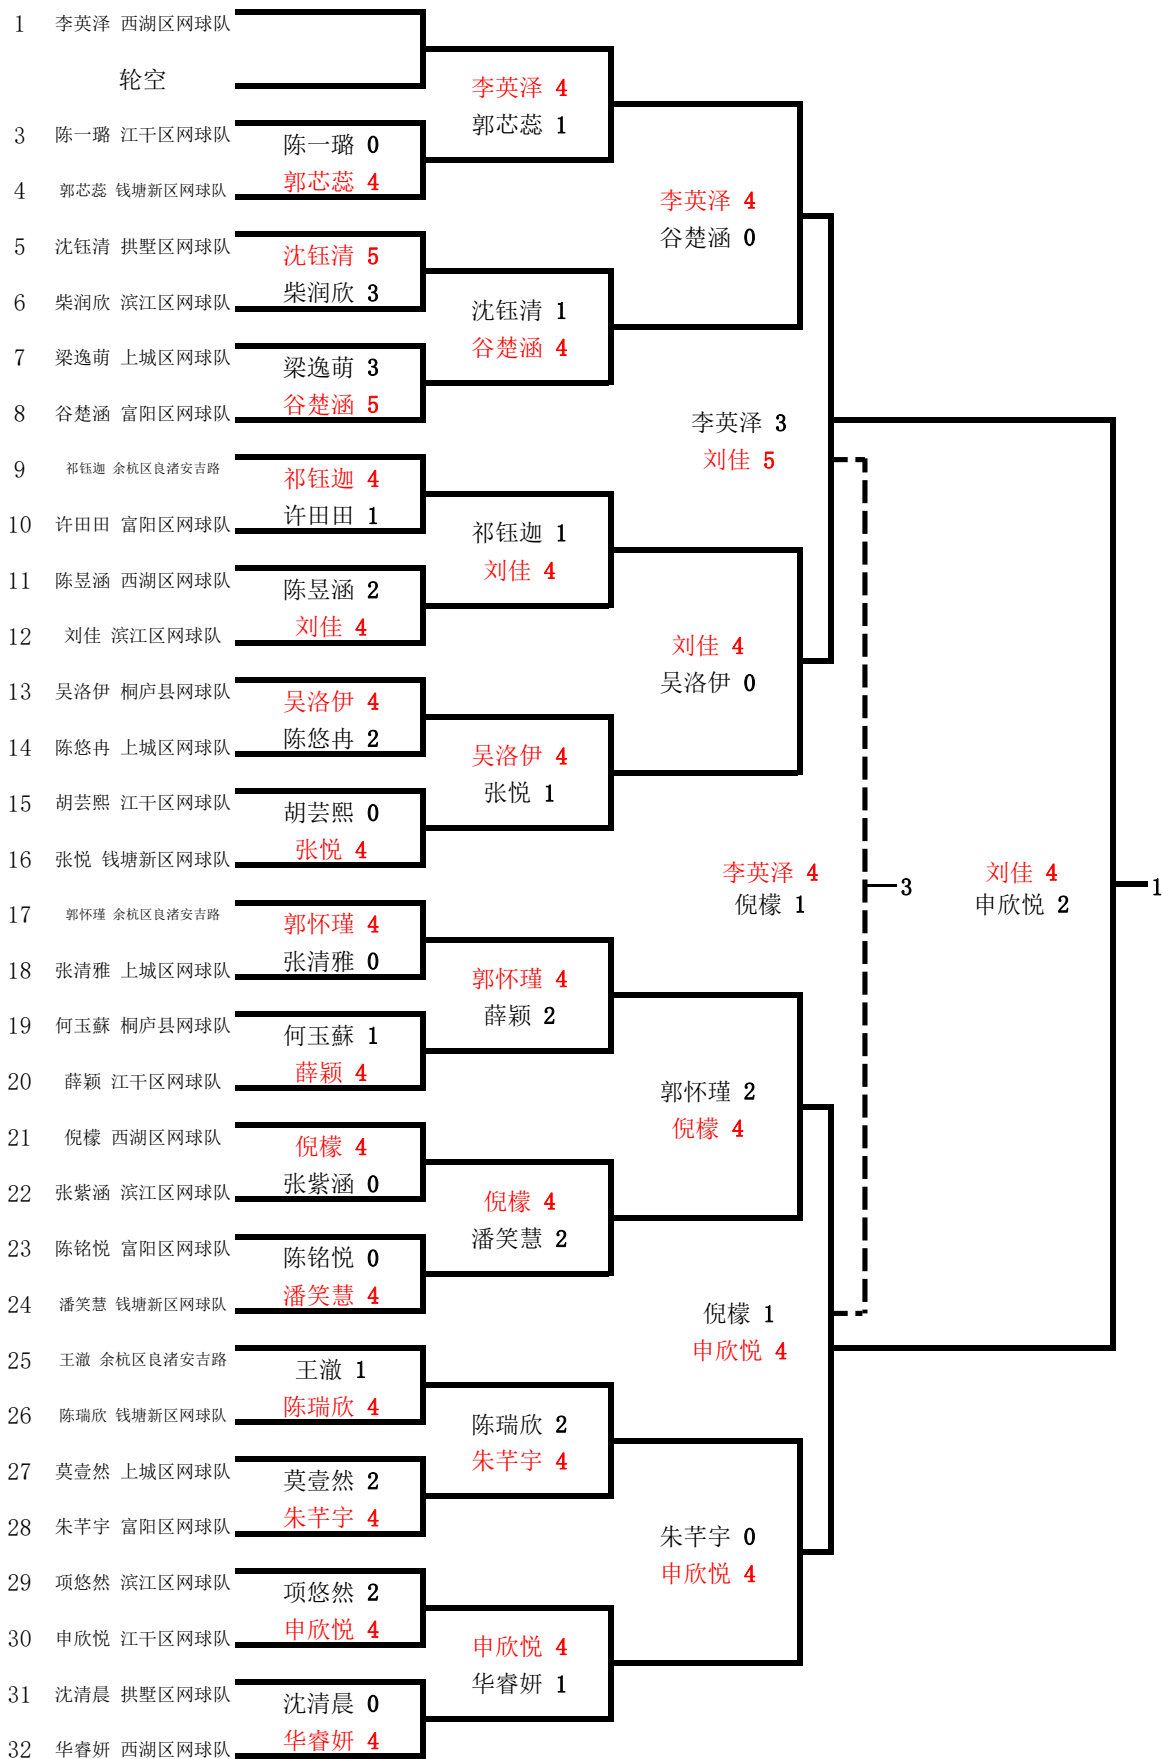 1 李英泽 西湖区网球队
轮空
李英泽 4
郭芯蕊 1
3 陈一璐 江干区网球队
陈一璐 0
郭芯蕊 4
4 郭芯蕊 钱塘新区网球队
李英泽 4
谷楚涵 0
5 沈钰清 拱墅区网球队
沈钰清 5
柴润欣 3
6 柴润欣 滨江区网球队
沈钰清 1
谷楚涵 4
7 梁逸萌 上城区网球队
梁逸萌 3
谷楚涵 5
8 谷楚涵 富阳区网球队
李英泽 3
刘佳 5
9 祁钰迦 余杭区良渚安吉路
祁钰迦 4
许田田 1
10 许田田 富阳区网球队
祁钰迦 1
刘佳 4
11 陈昱涵 西湖区网球队
陈昱涵 2
刘佳 4
12 刘佳 滨江区网球队
刘佳 4
吴洛伊 0
13 吴洛伊 桐庐县网球队
吴洛伊 4
陈悠冉 2
14 陈悠冉 上城区网球队
吴洛伊 4
张悦 1
15 胡芸熙 江干区网球队
胡芸熙 0
张悦 4
16 张悦 钱塘新区网球队
李英泽 4
倪檬 1
3
刘佳 4
申欣悦 2
1
17 郭怀瑾 余杭区良渚安吉路
郭怀瑾 4
张清雅 0
18 张清雅 上城区网球队
郭怀瑾 4
薛颖 2
19 何玉蘇 桐庐县网球队
何玉蘇 1
薛颖 4
20 薛颖 江干区网球队
郭怀瑾 2
倪檬 4
21 倪檬 西湖区网球队
倪檬 4
张紫涵 0
22 张紫涵 滨江区网球队
倪檬 4
潘笑慧 2
23 陈铭悦 富阳区网球队
陈铭悦 0
潘笑慧 4
24 潘笑慧 钱塘新区网球队
倪檬 1
申欣悦 4
25 王澈 余杭区良渚安吉路
王澈 1
陈瑞欣 4
26 陈瑞欣 钱塘新区网球队
陈瑞欣 2
朱芊宇 4
27 莫壹然 上城区网球队
莫壹然 2
朱芊宇 4
28 朱芊宇 富阳区网球队
朱芊宇 0
申欣悦 4
29 项悠然 滨江区网球队
项悠然 2
申欣悦 4
30 申欣悦 江干区网球队
申欣悦 4
华睿妍 1
31 沈清晨 拱墅区网球队
沈清晨 0
华睿妍 4
32 华睿妍 西湖区网球队